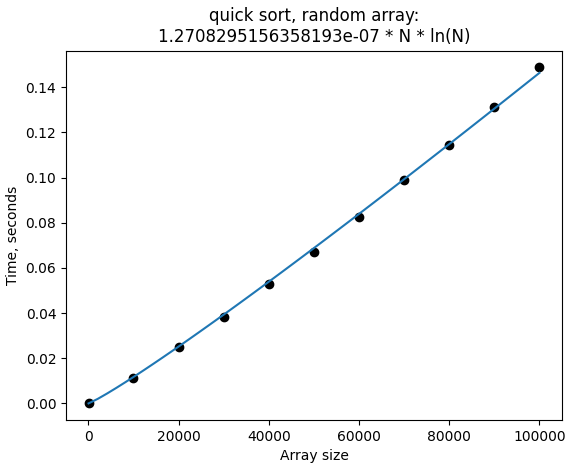 quick sort, random array:
1.2708295156358193e-07 * N * ln(N)
0.14
0.12
0.10
0.08
0.06
0.04
0.02
0.00
Time, seconds
0 20000 40000 60000 80000 100000
Array size